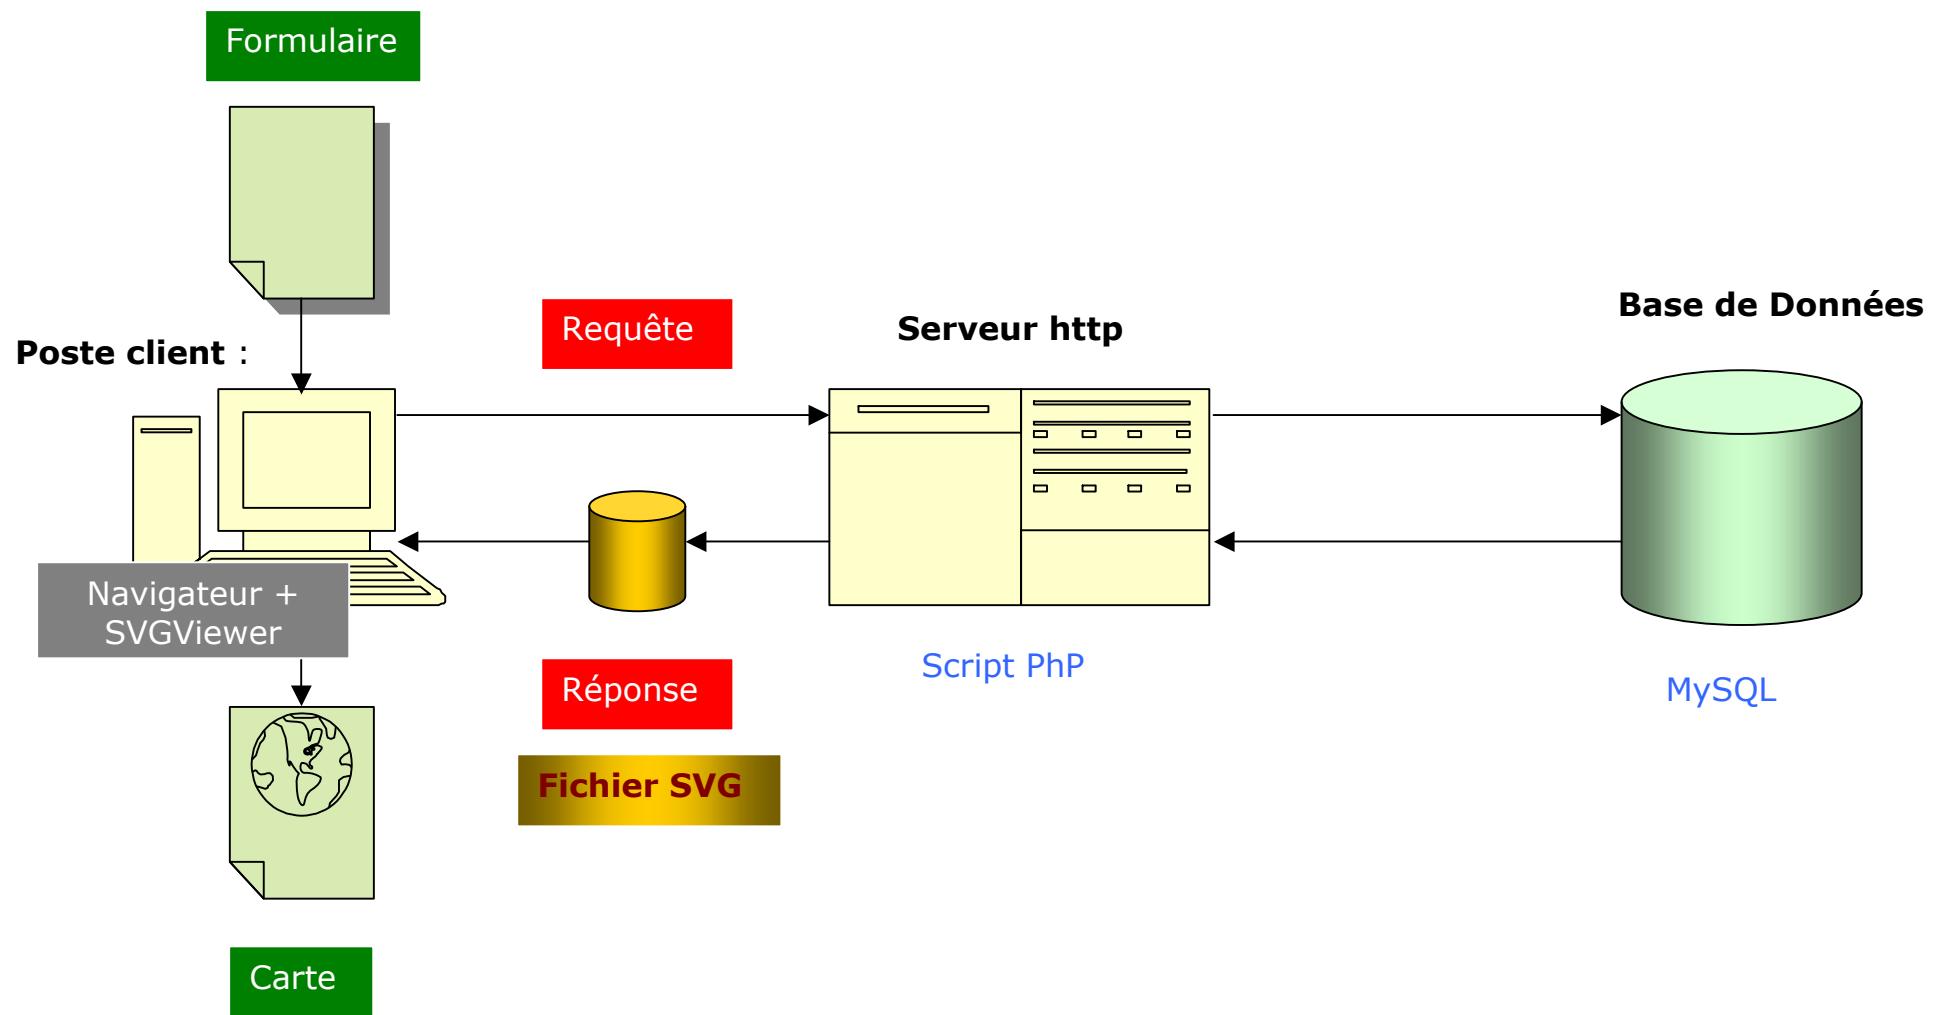 Formulaire
Requête
Serveur http
Base de Données
Poste client :
Navigateur +
SVGViewer
Script PhP
Réponse
MySQL
Fichier SVG
Carte